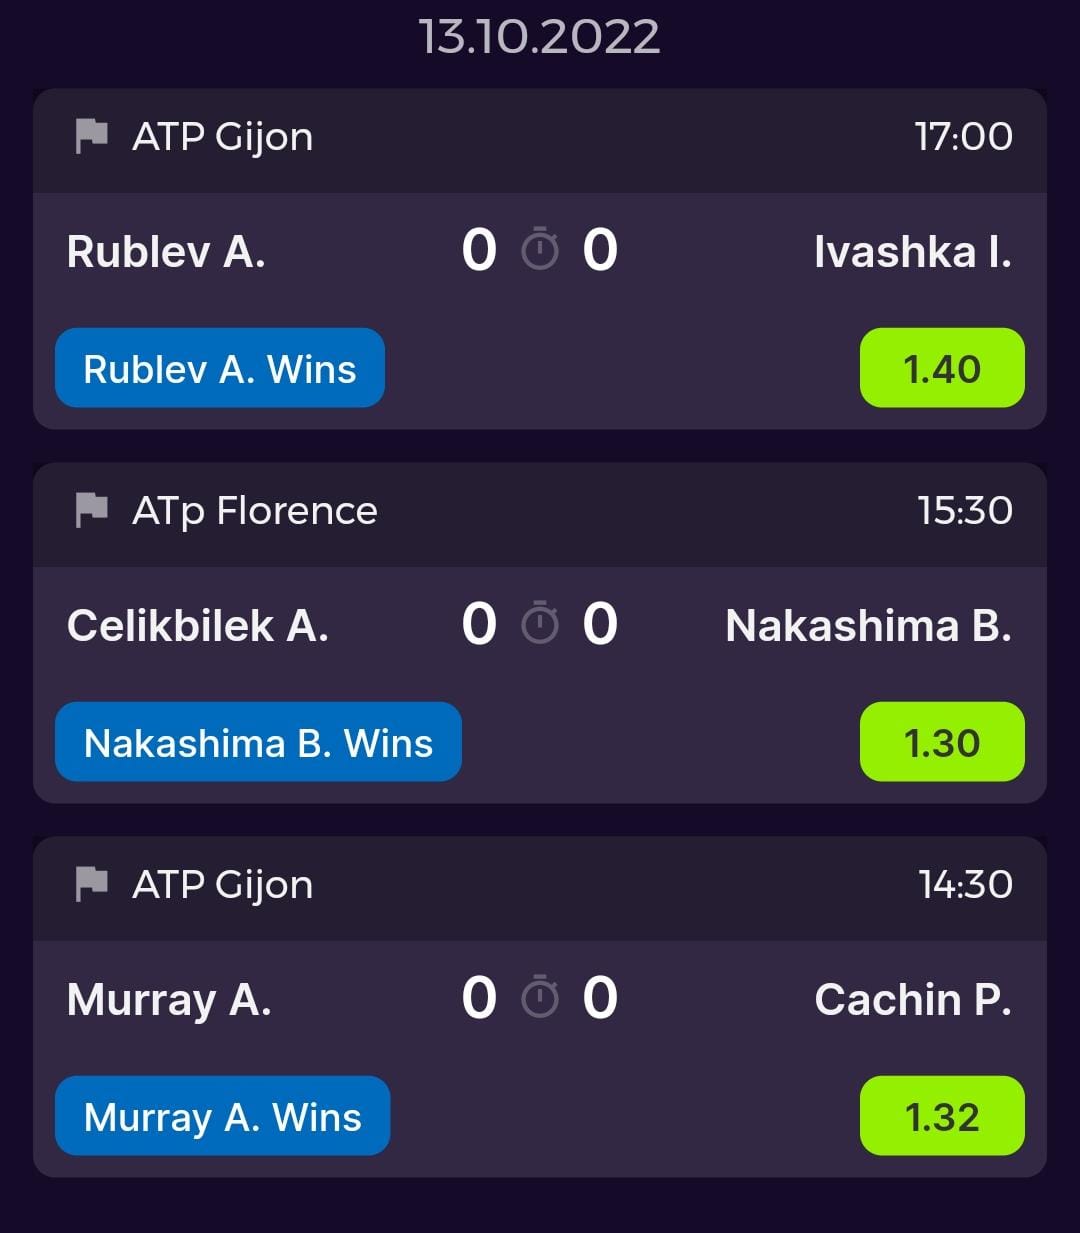 13.10.2022
ATP Gijon 17:00
Rublev A. 0 0 Ivashka I.
Rublev A. Wins 1.40
ATp Florence 15:30
Celikbilek A. 0 0 Nakashima B.
Nakashima B. Wins 1.30
ATP Gijon 14:30
Murray A. 0 0 Cachin P.
Murray A. Wins 1.32